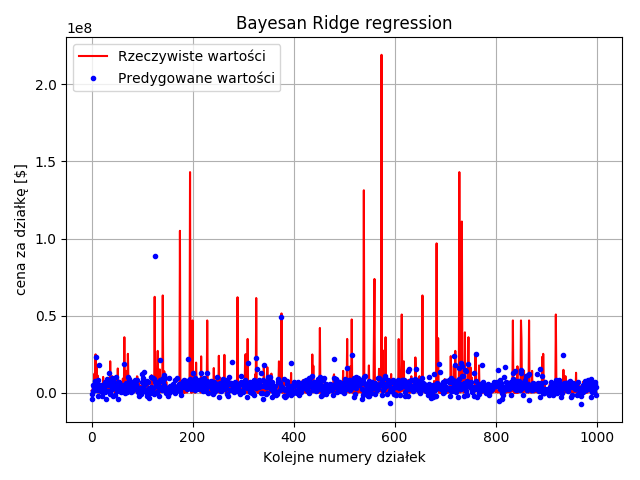 Bayesan Ridge regression
1e8
Rzeczywiste wartości
Predygowane wartości
2.0
1.5
1.0
0.5
0.0
cena za działkę [$]
0 200 400 600 800 1000
Kolejne numery działek